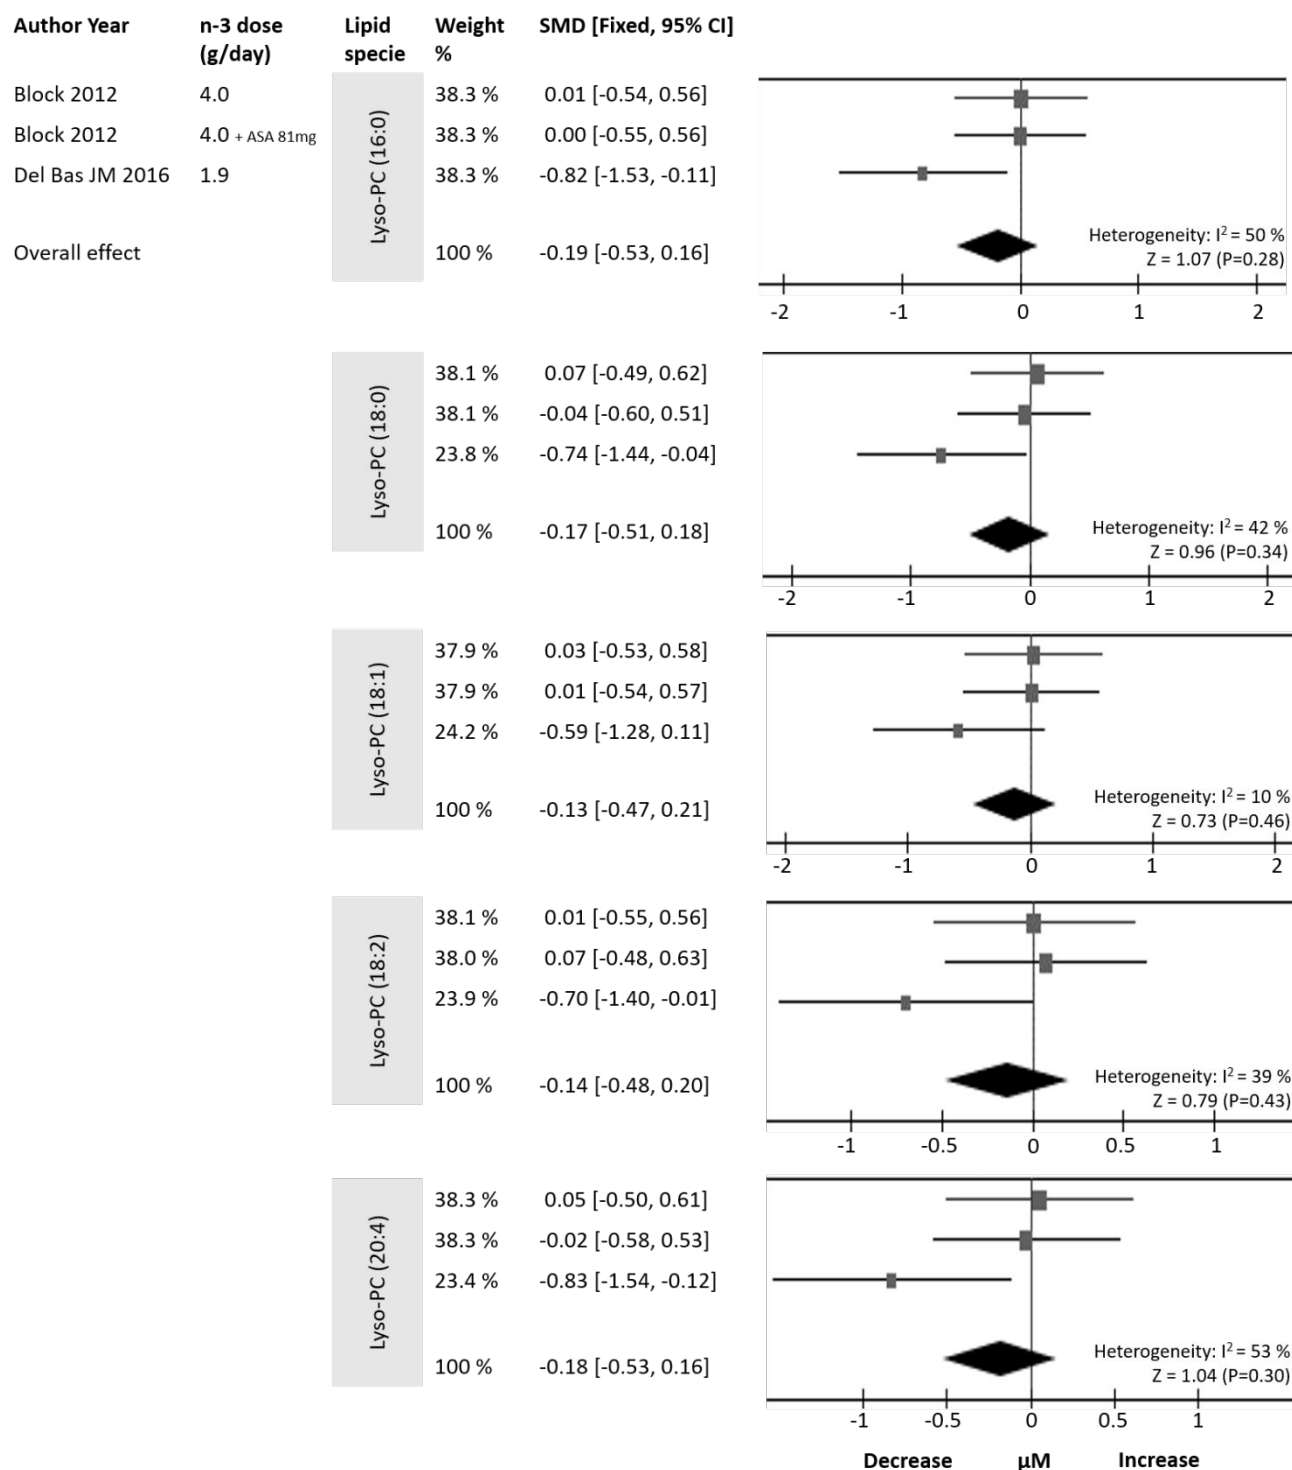 Author Year n-3 dose (g/day) Lipid specie Weight % SMD [Fixed, 95% CI]
Lyso-PC (16:0)
Block 2012 4.0 38.3 % 0.01 [-0.54, 0.56]
Block 2012 4.0 + ASA 81mg 38.3 % 0.00 [-0.55, 0.56]
Del Bas JM 2016 1.9 38.3 % -0.82 [-1.53, -0.11]
Overall effect 100 % -0.19 [-0.53, 0.16]
Heterogeneity: I² = 50 %
Z = 1.07 (P=0.28)
-2 -1 0 1 2
Lyso-PC (18:0)
38.1 % 0.07 [-0.49, 0.62]
38.1 % -0.04 [-0.60, 0.51]
23.8 % -0.74 [-1.44, -0.04]
100 % -0.17 [-0.51, 0.18]
Heterogeneity: I² = 42 %
Z = 0.96 (P=0.34)
-2 -1 0 1 2
Lyso-PC (18:1)
37.9 % 0.03 [-0.53, 0.58]
37.9 % 0.01 [-0.54, 0.57]
24.2 % -0.59 [-1.28, 0.11]
100 % -0.13 [-0.47, 0.21]
Heterogeneity: I² = 10 %
Z = 0.73 (P=0.46)
-2 -1 0 1 2
Lyso-PC (18:2)
38.1 % 0.01 [-0.55, 0.56]
38.0 % 0.07 [-0.48, 0.63]
23.9 % -0.70 [-1.40, -0.01]
100 % -0.14 [-0.48, 0.20]
Heterogeneity: I² = 39 %
Z = 0.79 (P=0.43)
-1 -0.5 0 0.5 1
Lyso-PC (20:4)
38.3 % 0.05 [-0.50, 0.61]
38.3 % -0.02 [-0.58, 0.53]
23.4 % -0.83 [-1.54, -0.12]
100 % -0.18 [-0.53, 0.16]
Heterogeneity: I² = 53 %
Z = 1.04 (P=0.30)
-1 -0.5 0 0.5 1
Decrease µM Increase